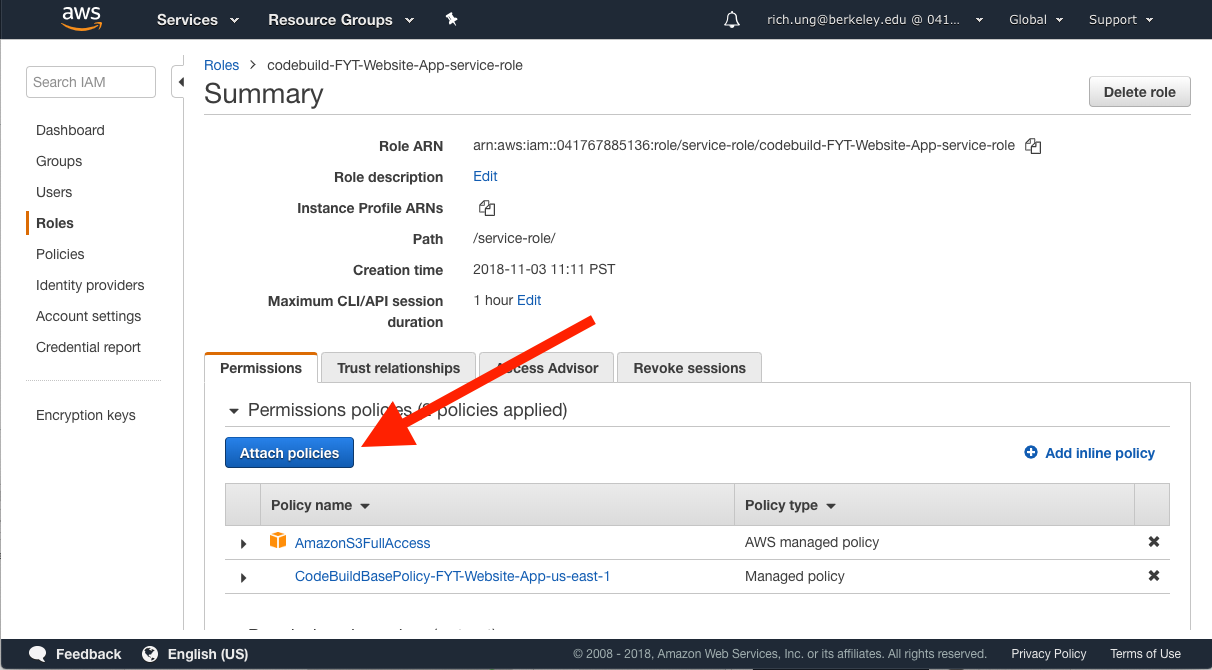 aws Services Resource Groups rich.ung@berkeley.edu @ 041... Global Support
Search IAM
Dashboard
Groups
Users
Roles
Policies
Identity providers
Account settings
Credential report
Encryption keys
Roles > codebuild-FYT-Website-App-service-role
Summary
Delete role
Role ARN arn:aws:iam::041767885136:role/service-role/codebuild-FYT-Website-App-service-role
Role description Edit
Instance Profile ARNs
Path /service-role/
Creation time 2018-11-03 11:11 PST
Maximum CLI/API session 1 hour Edit
duration
Permissions Trust relationships Access Advisor Revoke sessions
Permissions policies (2 policies applied)
Attach policies Add inline policy
Policy name Policy type
AmazonS3FullAccess AWS managed policy
CodeBuildBasePolicy-FYT-Website-App-us-east-1 Managed policy
Feedback English (US) © 2008 - 2018, Amazon Web Services, Inc. or its affiliates. All rights reserved. Privacy Policy Terms of Use